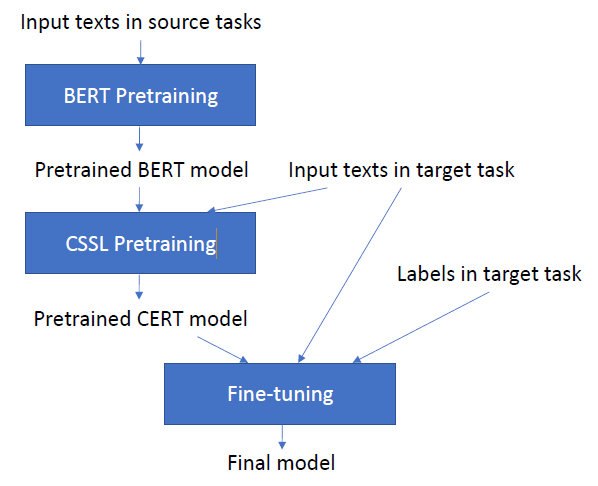 Input texts in source tasks
BERT Pretraining
Pretrained BERT model
Input texts in target task
CSSL Pretraining
Labels in target task
Pretrained CERT model
Fine-tuning
Final model